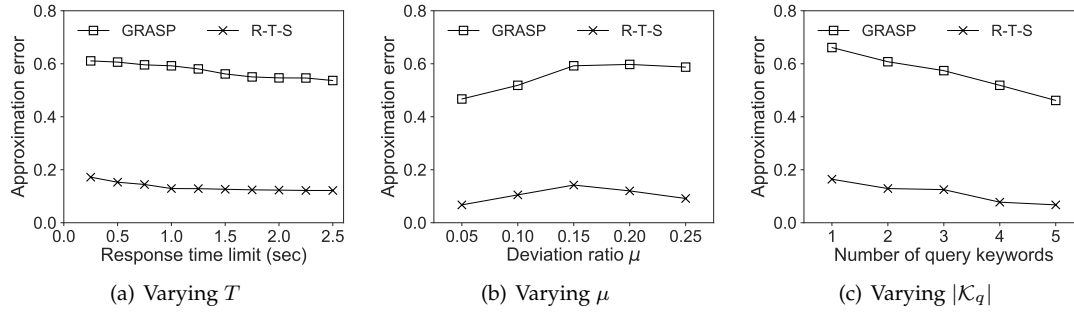 GRASP R-T-S
Approximation error
0.8
0.6
0.4
0.2
0.0
0.0 0.5 1.0 1.5 2.0 2.5
Response time limit (sec)
(a) Varying T
GRASP R-T-S
Approximation error
0.8
0.6
0.4
0.2
0.0
0.05 0.10 0.15 0.20 0.25
Deviation ratio μ
(b) Varying μ
GRASP R-T-S
Approximation error
0.8
0.6
0.4
0.2
0.0
1 2 3 4 5
Number of query keywords
(c) Varying |𝒦q|